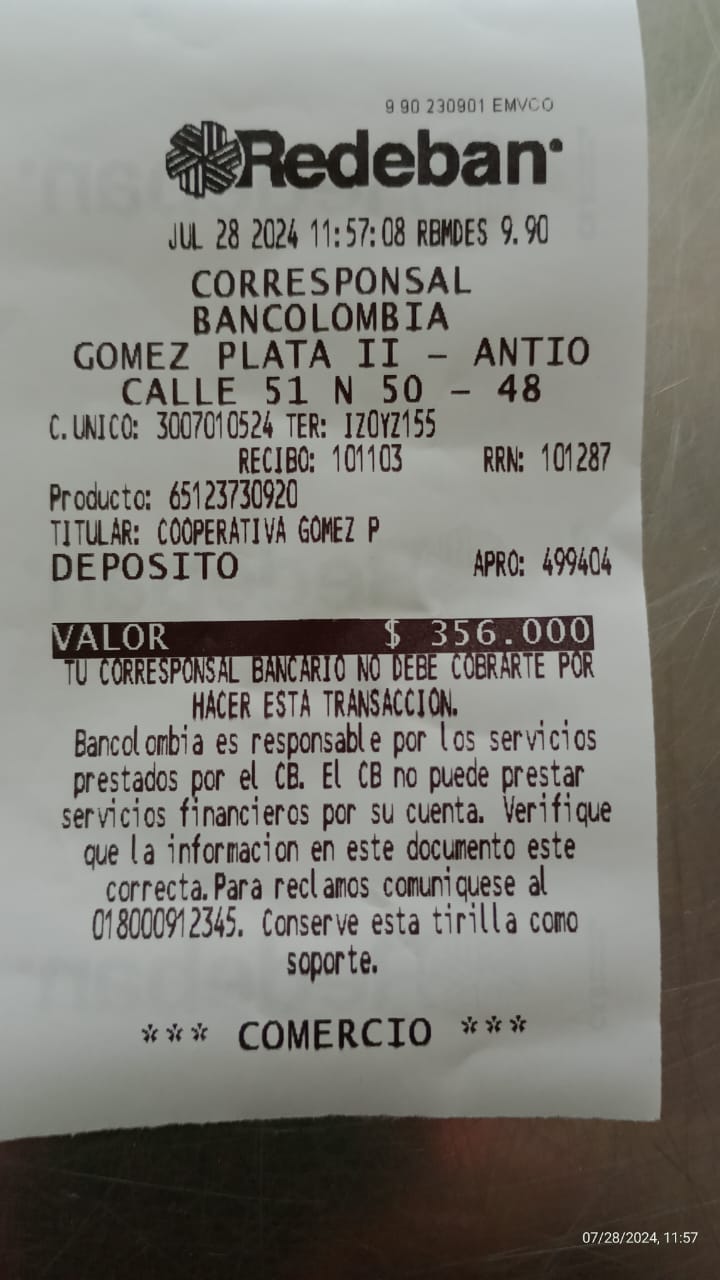 9.90 230901 EMVCO
Redeban
JUL 28 2024 11:57:08 RBMDES 9.90
CORRESPONSAL
BANCOLOMBIA
GOMEZ PLATA II - ANTIO
CALLE 51 N 50 - 48
C.UNICO: 3007010524 TER: IZOYZ155
RECIBO: 101103 RRN: 101287
Producto: 65123730920
TITULAR: COOPERATIVA GOMEZ P
DEPOSITO APRO: 499404
VALOR $ 356.000
TU CORRESPONSAL BANCARIO NO DEBE COBRARTE POR
HACER ESTA TRANSACCION.
Bancolombia es responsable por los servicios
prestados por el CB. El CB no puede prestar
servicios financieros por su cuenta. Verifique
que la informacion en este documento este
correcta.Para reclamos comuniquese al
018000912345. Conserve esta tirilla como
soporte.
*** COMERCIO ***
07/28/2024, 11:57